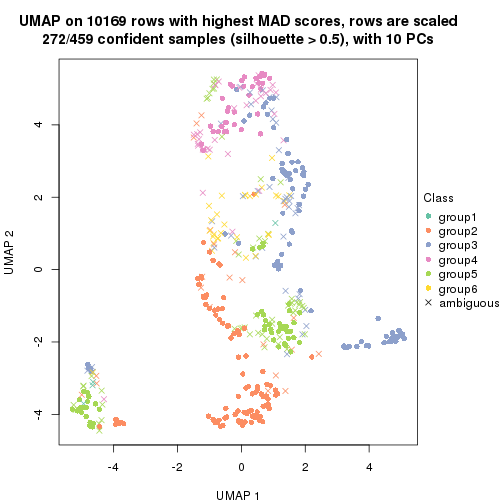 UMAP on 10169 rows with highest MAD scores, rows are scaled
272/459 confident samples (silhouette > 0.5), with 10 PCs
4
2
0
-2
-4
UMAP 2
-4
-2
0
2
4
UMAP 1
Class
group1
group2
group3
group4
group5
group6
ambiguous